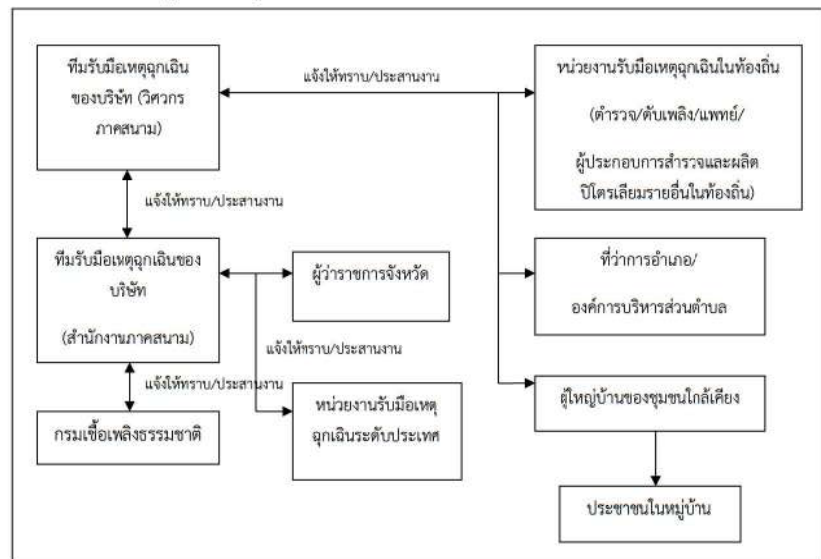 ทีมรับมือเหตุฉุกเฉิน
ของบริษัท (วิศวกร
ภาคสนาม)
แจ้งให้ทราบ/ประสานงาน
หน่วยงานรับมือเหตุฉุกเฉินในท้องถิ่น
(ตำรวจ/ดับเพลิง/แพทย์/
ผู้ประกอบการสำรวจและผลิต
ปิโตรเลียมรายอื่นในท้องถิ่น)
แจ้งให้ทราบ/ประสานงาน
ทีมรับมือเหตุฉุกเฉินของ
บริษัท
(สำนักงานภาคสนาม)
ผู้ว่าราชการจังหวัด
ที่ว่าการอำเภอ/
องค์การบริหารส่วนตำบล
แจ้งให้ทราบ/ประสานงาน
แจ้งให้ทราบ/ประสานงาน
กรมเชื้อเพลิงธรรมชาติ
หน่วยงานรับมือเหตุ
ฉุกเฉินระดับประเทศ
ผู้ใหญ่บ้านของชุมชนใกล้เคียง
ประชาชนในหมู่บ้าน